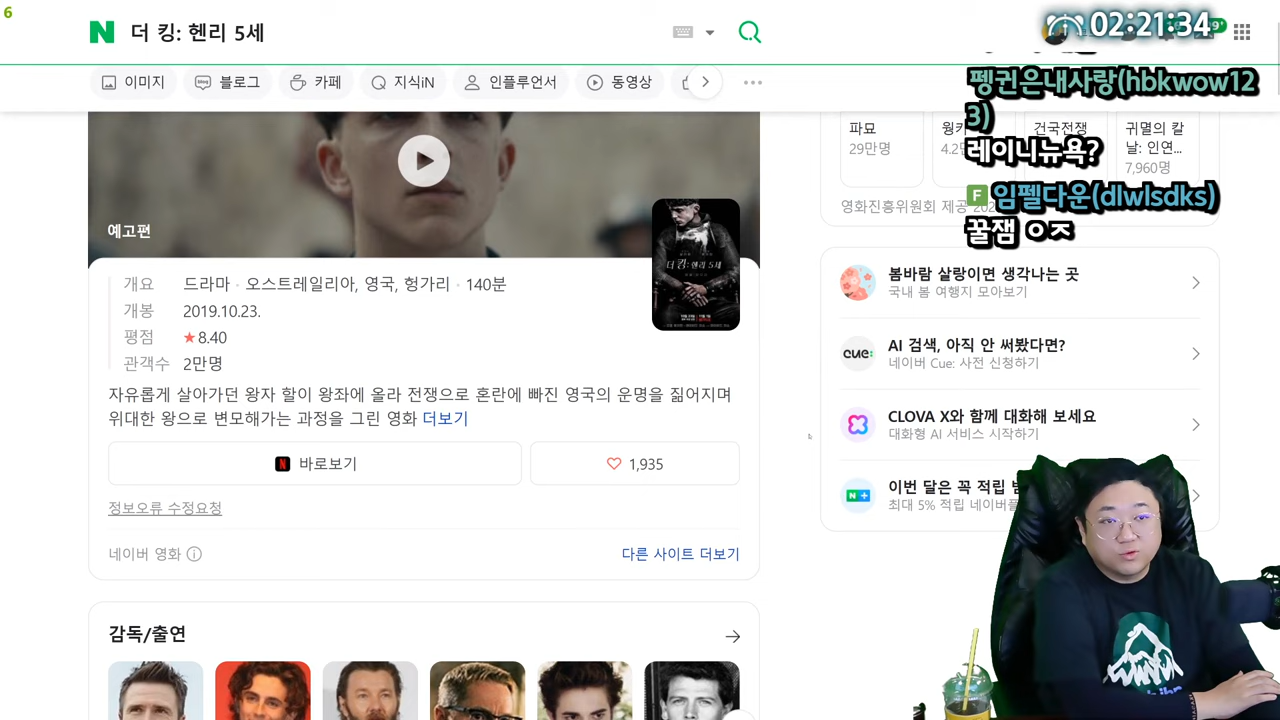 6
N 더 킹: 헨리 5세
02:21:34
이미지 블로그 카페 지식iN 인플루언서 동영상
펭귄은내사랑(hbkwow12
3)
레이니뉴욕?
임펠다운(dlwlsdks)
꿀잼 ㅇㅈ
예고편
더 킹: 헨리 5세
개요 드라마 · 오스트레일리아, 영국, 헝가리 · 140분
개봉 2019.10.23.
평점 ★8.40
관객수 2만명
자유롭게 살아가던 왕자 할이 왕좌에 올라 전쟁으로 혼란에 빠진 영국의 운명을 짊어지며
위대한 왕으로 변모해가는 과정을 그린 영화 더보기
N 바로보기
1,935
정보오류 수정요청
네이버 영화
다른 사이트 더보기
감독/출연
파묘
29만명
웡카
건국전쟁
귀멸의 칼
날: 인연...
7,960명
영화진흥위원회 제공
봄바람 살랑이면 생각나는 곳
국내 봄 여행지 모아보기
cue:
AI 검색, 아직 안 써봤다면?
네이버 Cue: 사전 신청하기
CLOVA X와 함께 대화해 보세요
대화형 AI 서비스 시작하기
N+
이번 달은 꼭 적립
최대 5% 적립